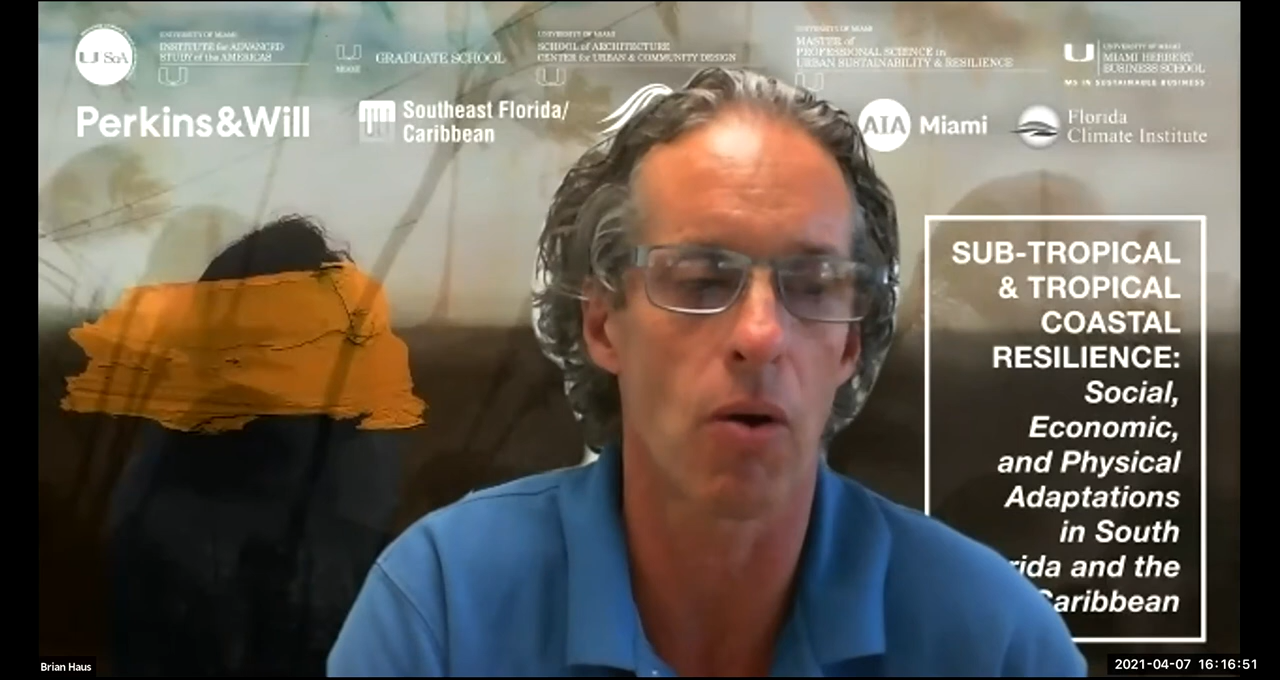 U SoA
UNIVERSITY OF MIAMI
INSTITUTE for ADVANCED
STUDY of the AMERICAS
U
MIAMI
GRADUATE SCHOOL
UNIVERSITY OF MIAMI
SCHOOL of ARCHITECTURE
CENTER for URBAN & COMMUNITY DESIGN
UNIVERSITY OF MIAMI
MASTER of
PROFESSIONAL SCIENCE in
URBAN SUSTAINABILITY & RESILIENCE
UNIVERSITY OF MIAMI
MIAMI HERBERT
BUSINESS SCHOOL
MS IN SUSTAINABLE BUSINESS
Perkins&Will
Southeast Florida/
Caribbean
AIA Miami
Florida
Climate Institute
SUB-TROPICAL
& TROPICAL
COASTAL
RESILIENCE:
Social,
Economic,
and Physical
Adaptations
in South
rida and the
Caribbean
Brian Haus
2021-04-07 16:16:51